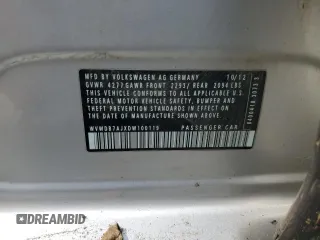 MFD BY VOLKSWAGEN AG GERMANY 10/12
GVWR 4277 GAWR FRONT 2293/ REAR 2094 LBS
THIS VEHICLE CONFORMS TO ALL APPLICABLE U.S.
FEDERAL MOTOR VEHICLE SAFETY, BUMPER AND
THEFT PREVENTION STANDARDS IN EFFECT ON THE
DATE OF MANUFACTURE SHOWN ABOVE
PASSENGER CAR